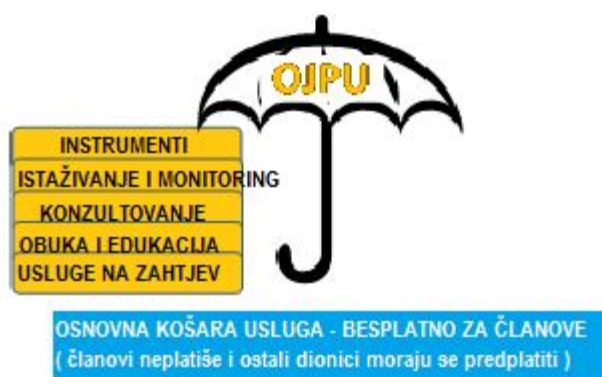 OJPU
INSTRUMENTI
ISTAŽIVANJE I MONITORING
KONZULTOVANJE
OBUKA I EDUKACIJA
USLUGE NA ZAHTJEV
OSNOVNA KOŠARA USLUGA - BESPLATNO ZA ČLANOVE
( članovi neplatiše i ostali dionici moraju se predplatiti )